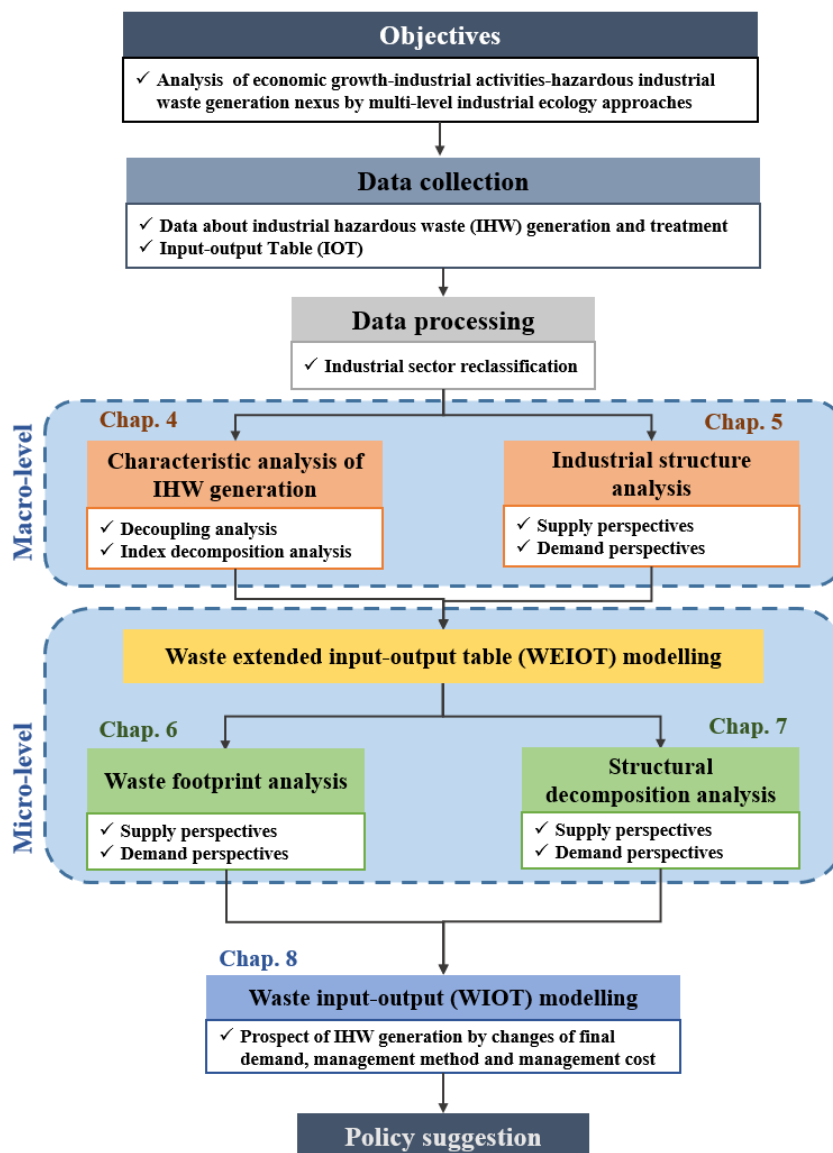 Objectives
✓ Analysis of economic growth-industrial activities-hazardous industrial
waste generation nexus by multi-level industrial ecology approaches
Data collection
✓ Data about industrial hazardous waste (IHW) generation and treatment
✓ Input-output Table (IOT)
Data processing
✓ Industrial sector reclassification
Macro-level
Chap. 4
Characteristic analysis of
IHW generation
✓ Decoupling analysis
✓ Index decomposition analysis
Chap. 5
Industrial structure
analysis
✓ Supply perspectives
✓ Demand perspectives
Micro-level
Waste extended input-output table (WEIOT) modelling
Chap. 6
Waste footprint analysis
✓ Supply perspectives
✓ Demand perspectives
Chap. 7
Structural
decomposition analysis
✓ Supply perspectives
✓ Demand perspectives
Chap. 8
Waste input-output (WIOT) modelling
✓ Prospect of IHW generation by changes of final
demand, management method and management cost
Policy suggestion